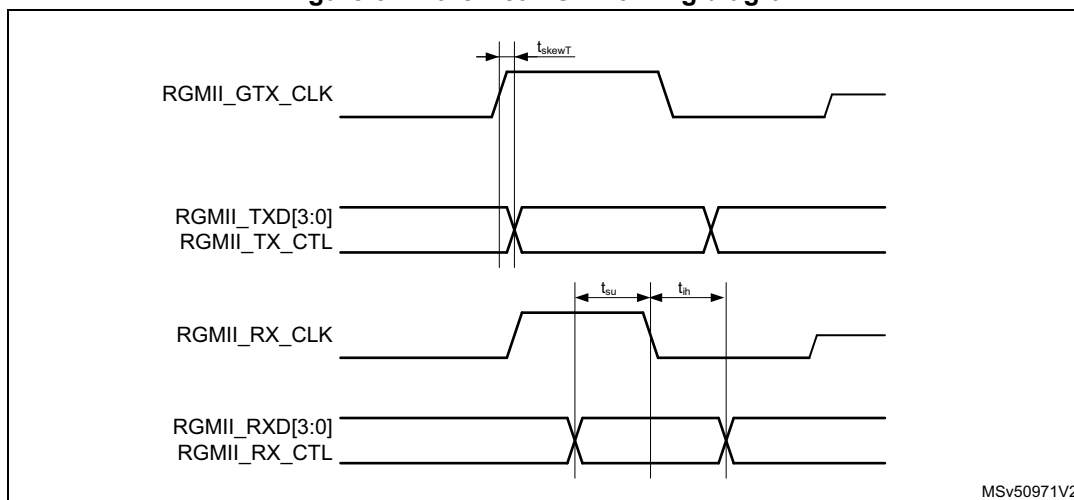 t_skewT
RGMII_GTX_CLK
RGMII_TXD[3:0]
RGMII_TX_CTL
t_su t_ih
RGMII_RX_CLK
RGMII_RXD[3:0]
RGMII_RX_CTL
MSv50971V2